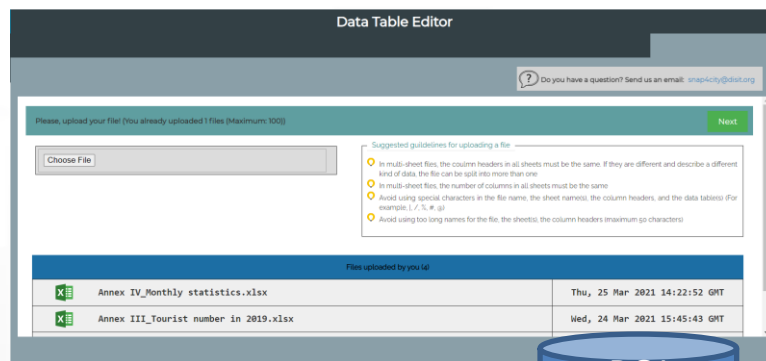 Data Table Editor
Do you have a question? Send us an email: snap4city@disit.org
Please, upload your file! (You already uploaded 1 files (Maximum: 100))
Next
Choose File
Suggested guildelines for uploading a file
In multi-sheet files, the coulmn headers in all sheets must be the same. If they are different and describe a different
kind of data, the file can be split into more than one
In multi-sheet files, the number of columns in all sheets must be the same
Avoid using special characters in the file name, the sheet name(s), the column headers, and the data table(s) (For
Avoid using too long names for the file, the sheet(s), the column headers (maximum 50 characters)
Files uploaded by you (4)
Annex IV_Monthly statistics.xlsx Thu, 25 Mar 2021 14:22:52 GMT
Annex III_Tourist number in 2019.xlsx Wed, 24 Mar 2021 15:45:43 GMT